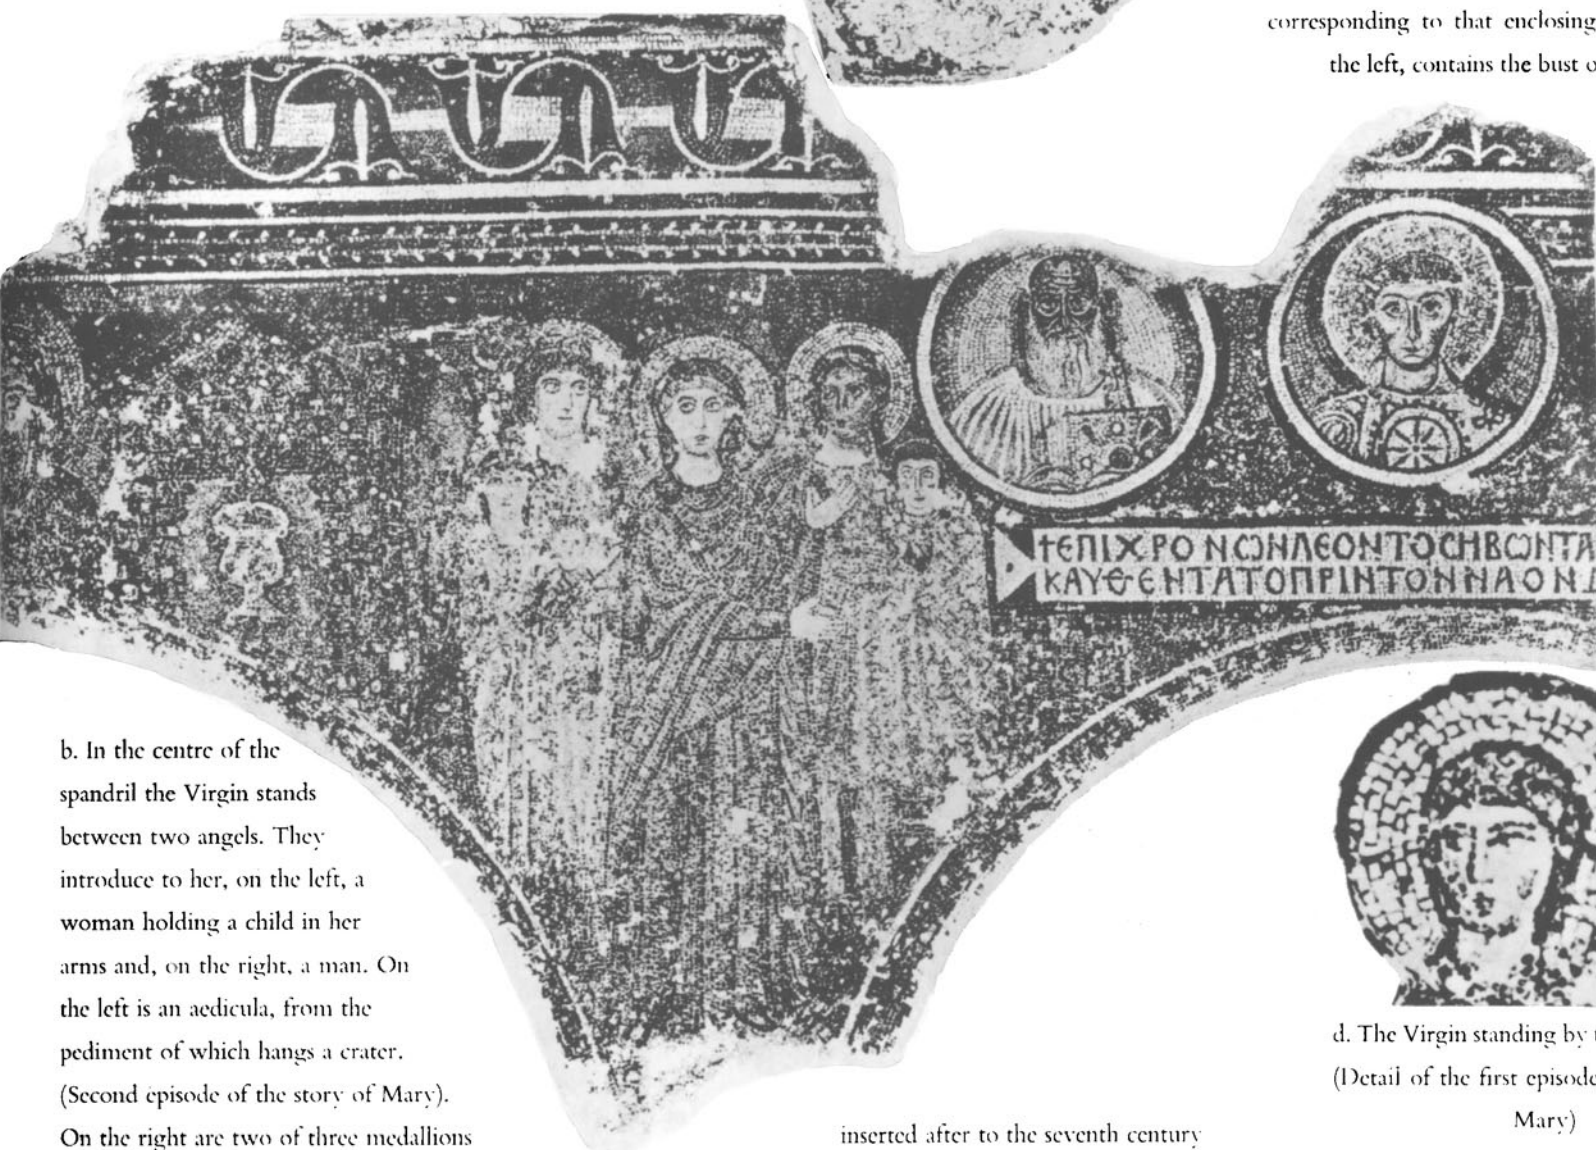 corresponding to that enclosing
the left, contains the bust
†ΕΠΙΧΡΟΝΩΝΛΕΟΝΤΟСΗΒΩΝΤΑ
ΚΑΥΘΕΝΤΑΤΟΠΡΙΝΤΟΝΝΑΟΝ
b. In the centre of the
spandril the Virgin stands
between two angels. They
introduce to her, on the left, a
woman holding a child in her
arms and, on the right, a man. On
the left is an aedicula, from the
pediment of which hangs a crater.
(Second episode of the story of Mary).
On the right are two of three medallions
inserted after to the seventh century
d. The Virgin standing by
(Detail of the first episode
Mary)